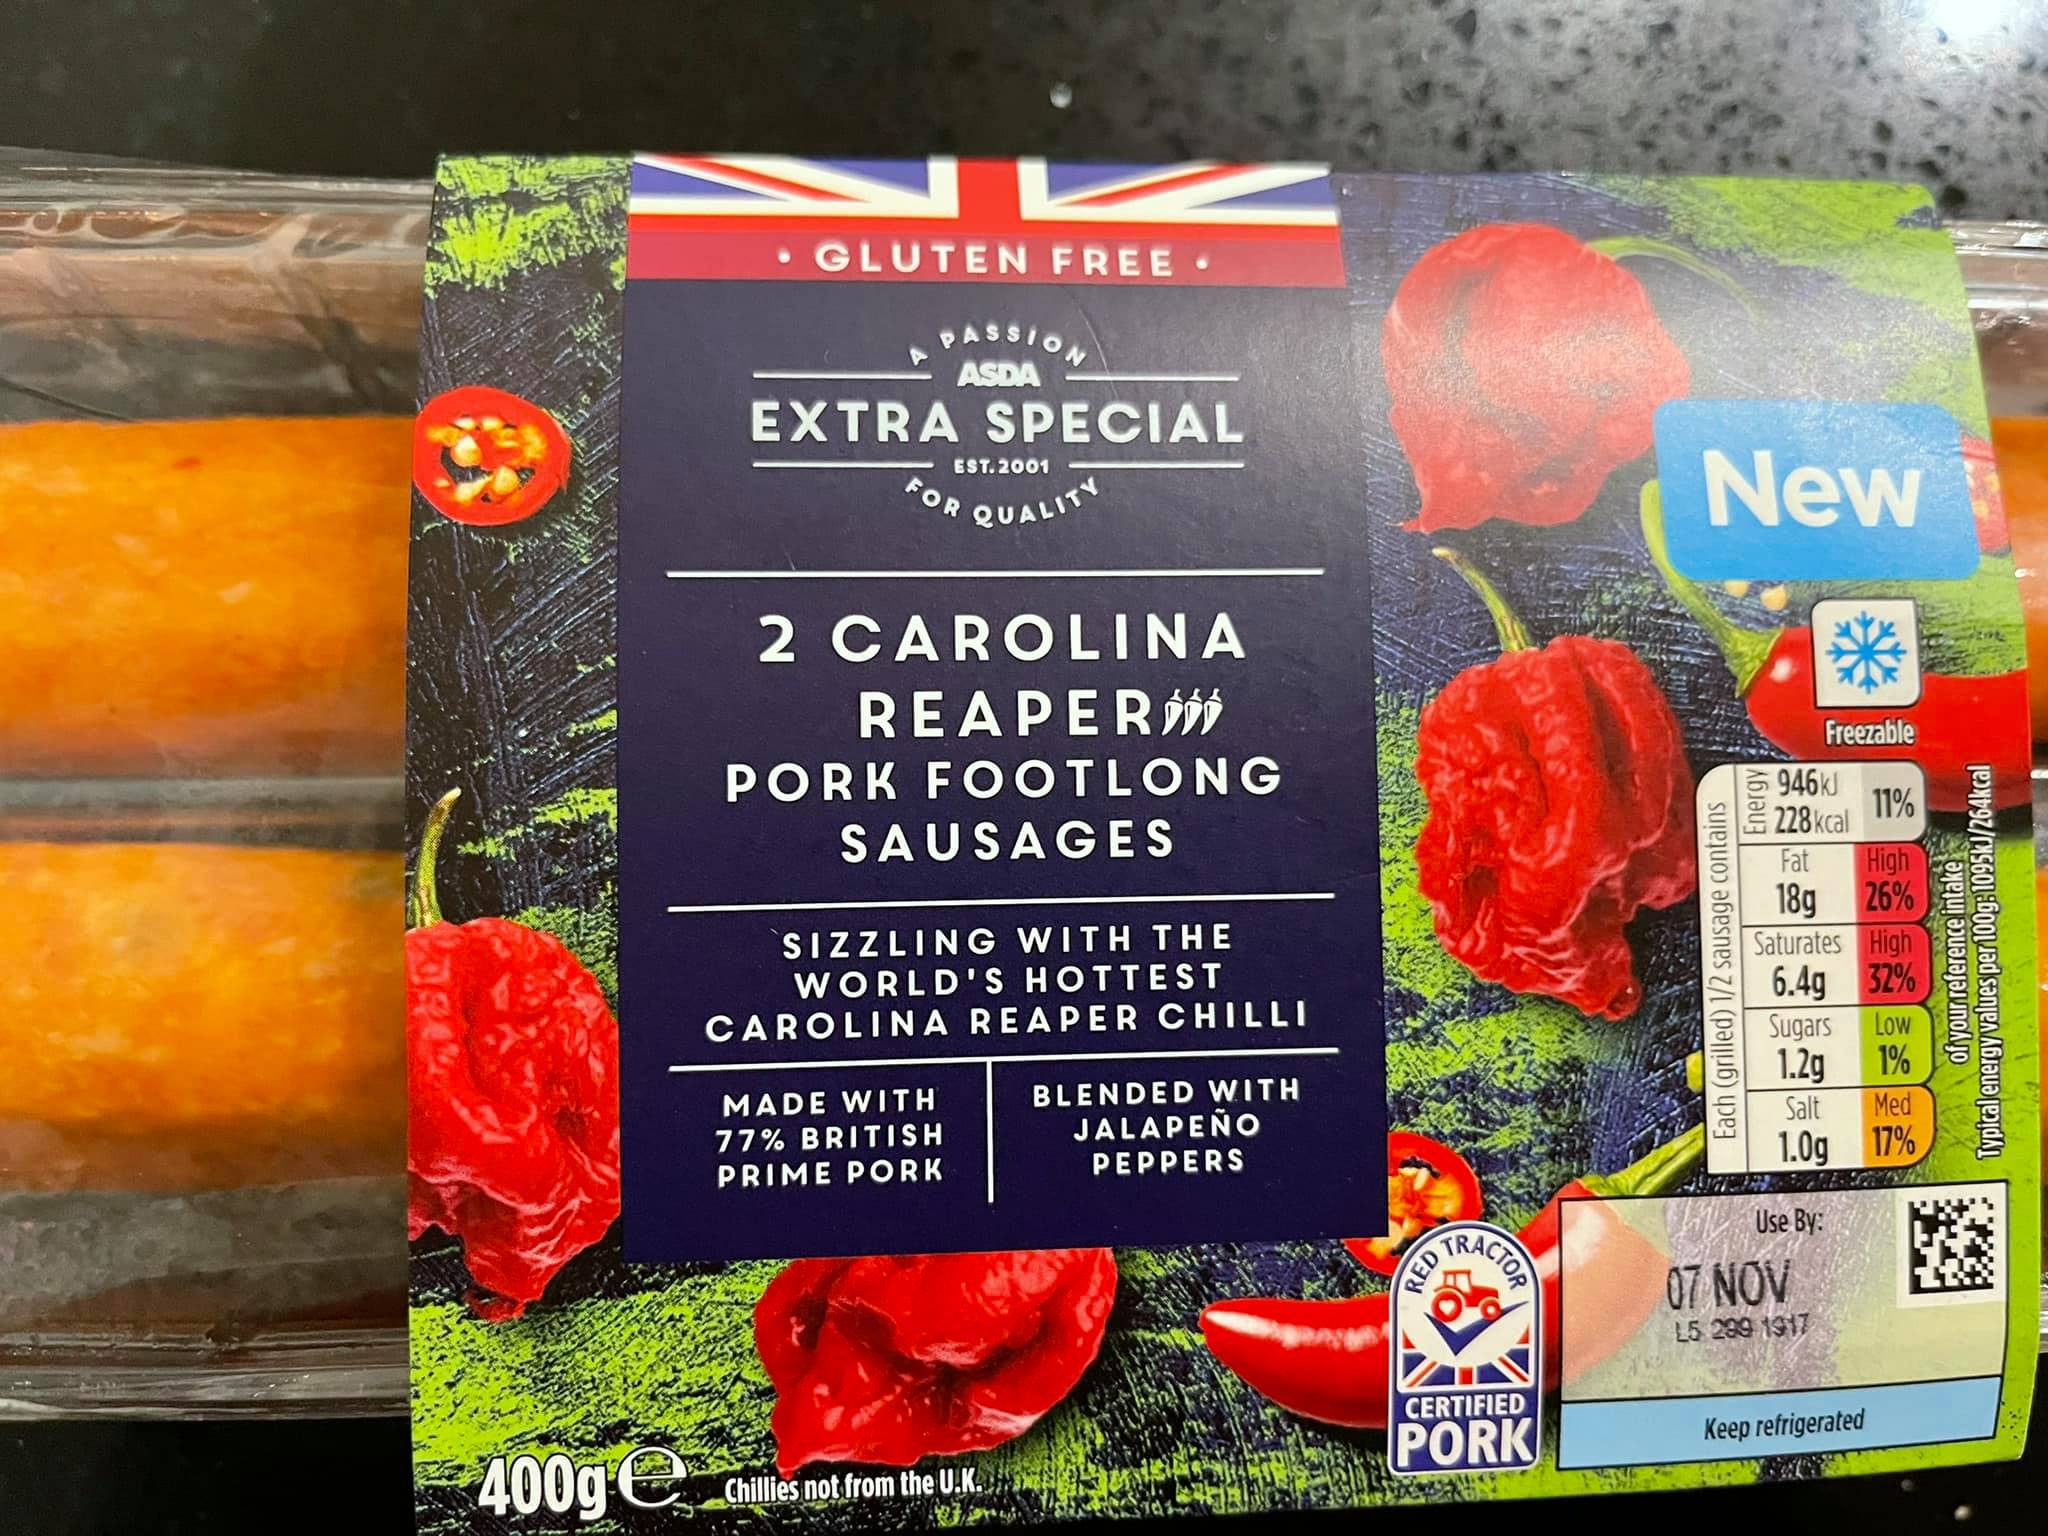 • GLUTEN FREE •
A PASSION
ASDA
EXTRA SPECIAL
EST. 2001
FOR QUALITY
2 CAROLINA
REAPER
PORK FOOTLONG
SAUSAGES
SIZZLING WITH THE
WORLD'S HOTTEST
CAROLINA REAPER CHILLI
MADE WITH
77% BRITISH
PRIME PORK
BLENDED WITH
JALAPEÑO
PEPPERS
New
Freezable
Each (grilled) 1/2 sausage contains
Energy
946kJ
228kcal
11%
Fat
18g
High
26%
Saturates
6.4g
High
32%
Sugars
1.2g
Low
1%
Salt
1.0g
Med
17%
of your reference intake
Typical energy values per 100g: 1095kJ/264kcal
RED TRACTOR
CERTIFIED
PORK
Use By:
07 NOV
L5 299 1917
Keep refrigerated
400g e
Chillies not from the U.K.